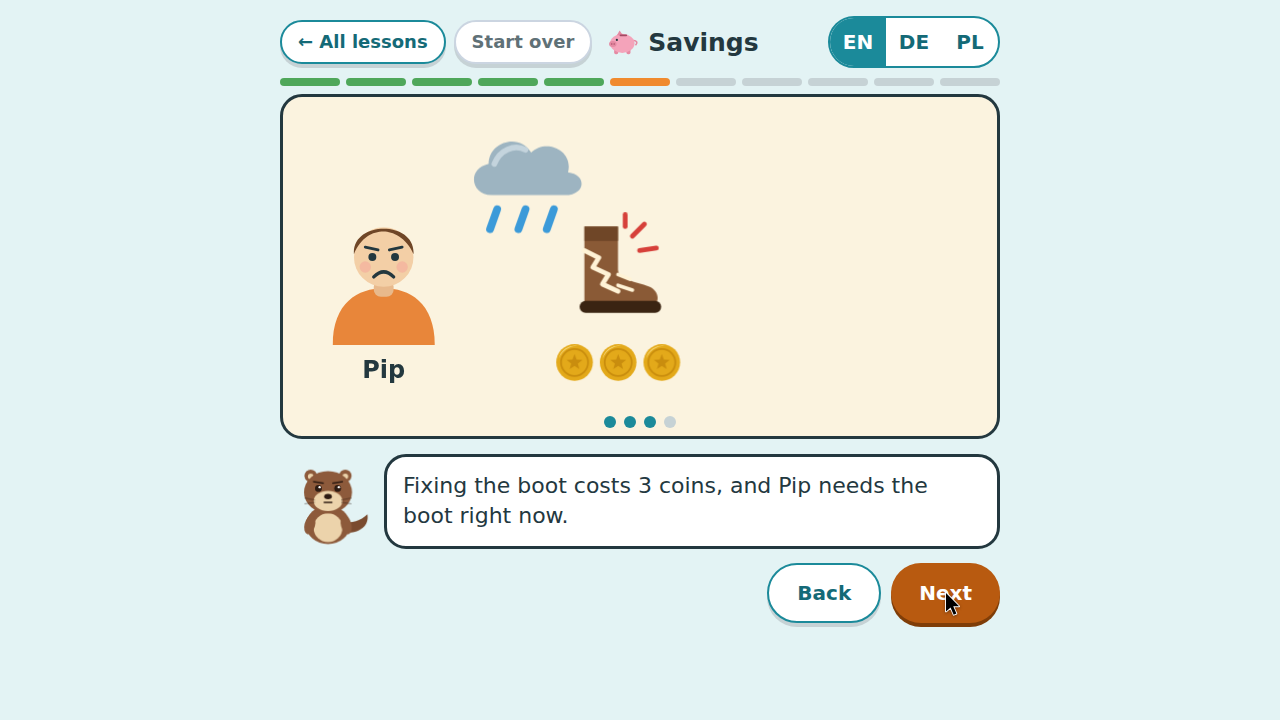 ← All lessons
Start over
Savings
EN DE PL
Pip
Fixing the boot costs 3 coins, and Pip needs the
boot right now.
Back
Next